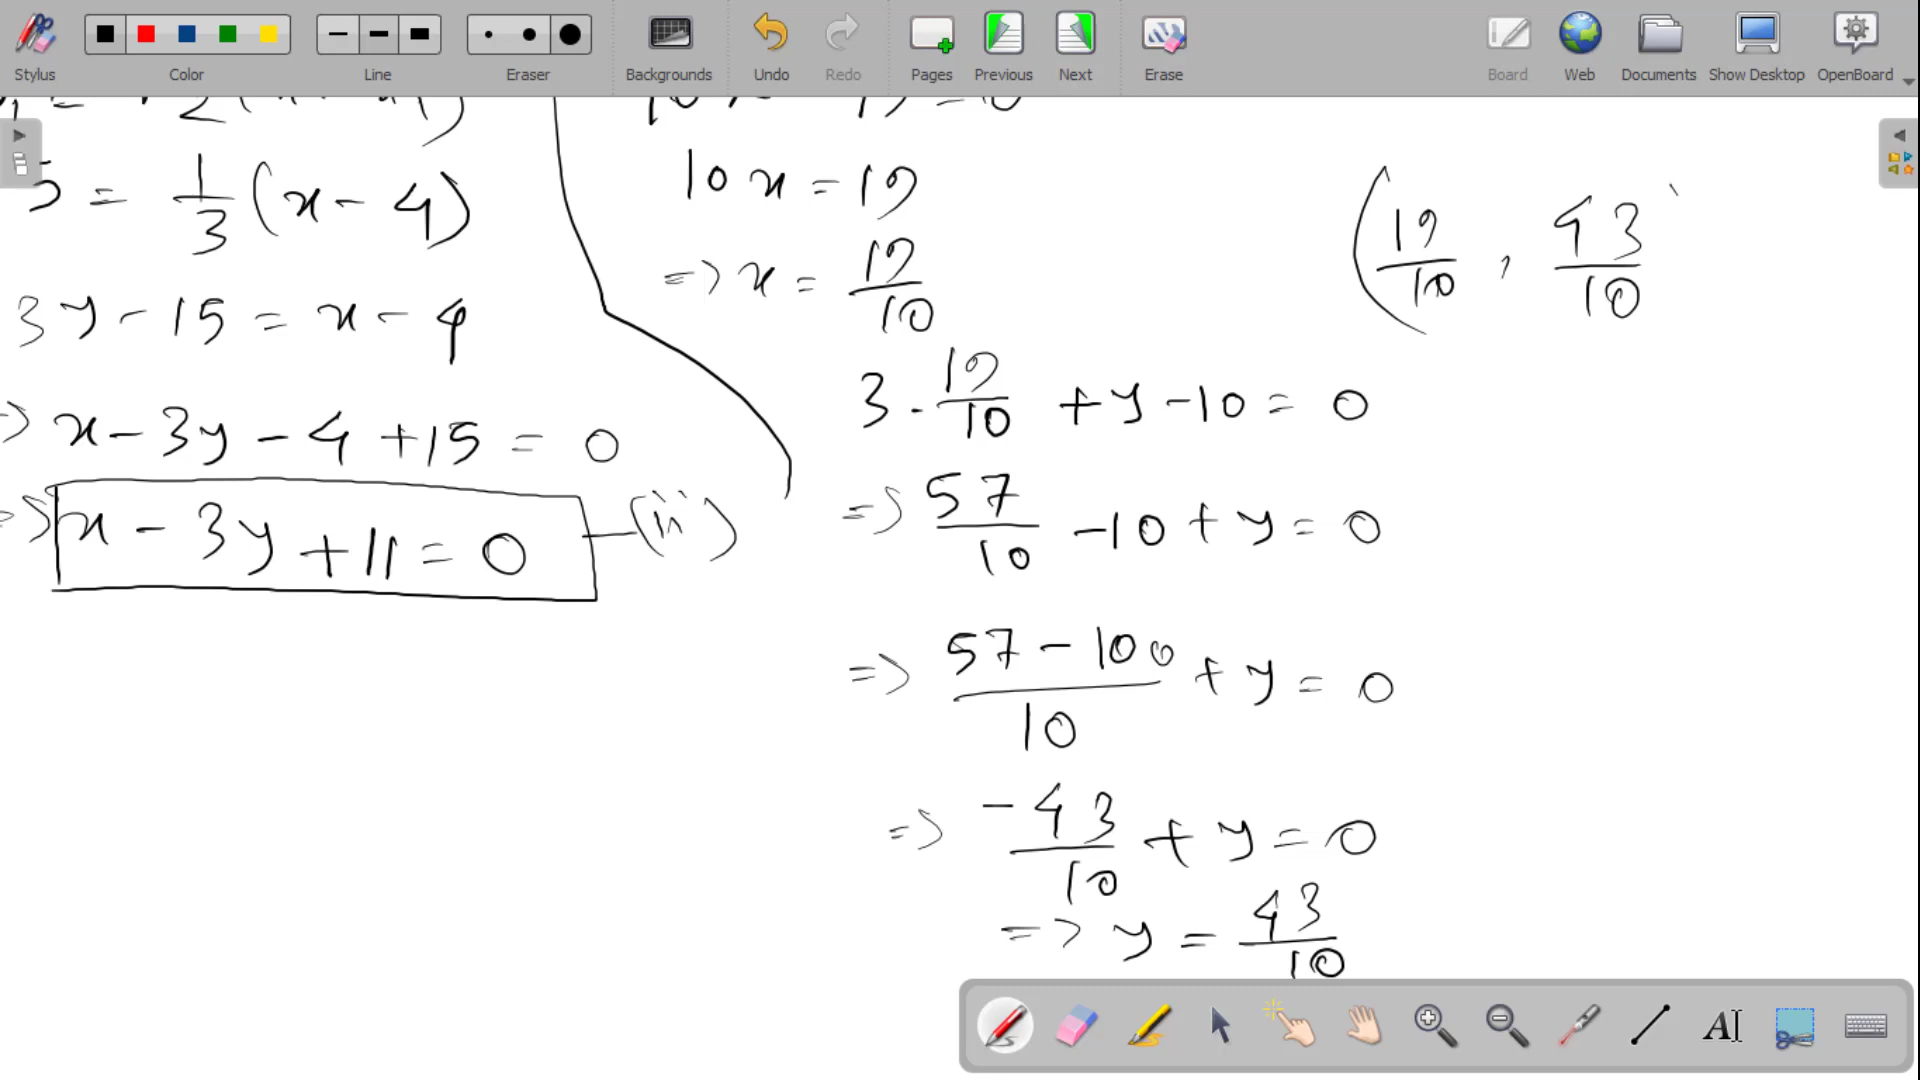 Stylus Color Line Eraser Backgrounds Undo Redo Pages Previous Next Erase Board Web Documents Show Desktop OpenBoard
5 = 1/3 (x - 4)
3y - 15 = x - 4
=> x - 3y - 4 + 15 = 0
=> x - 3y + 11 = 0 — (ii)
10x = 19
=> x = 19/10
3 · 19/10 + y - 10 = 0
=> 57/10 - 10 + y = 0
=> (57 - 100)/10 + y = 0
=> -43/10 + y = 0
=> y = 43/10
(19/10 , 43/10